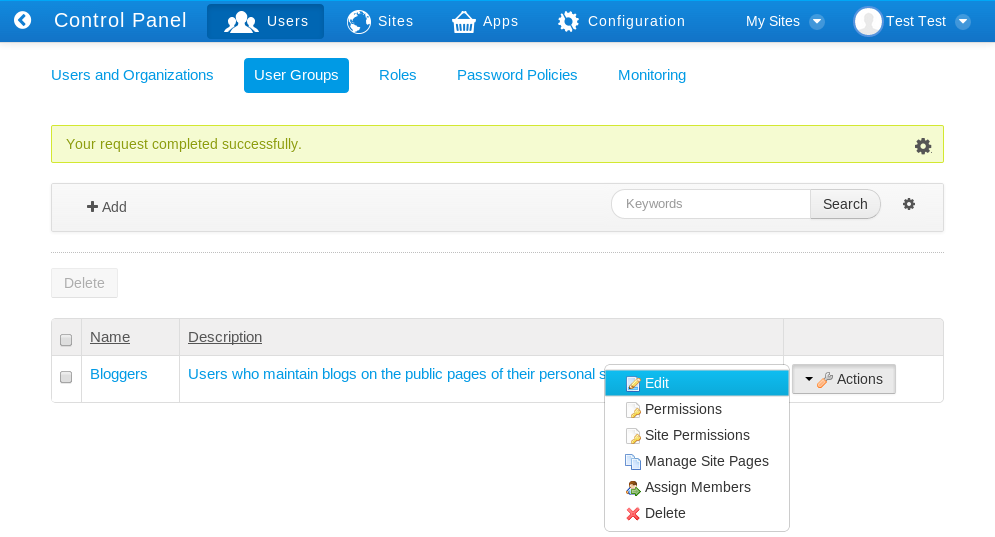 Control Panel Users Sites Apps Configuration My Sites Test Test
Users and Organizations User Groups Roles Password Policies Monitoring
Your request completed successfully.
Add Keywords Search
Delete
Name Description
Bloggers Users who maintain blogs on the public pages of their personal Actions
Edit
Permissions
Site Permissions
Manage Site Pages
Assign Members
Delete